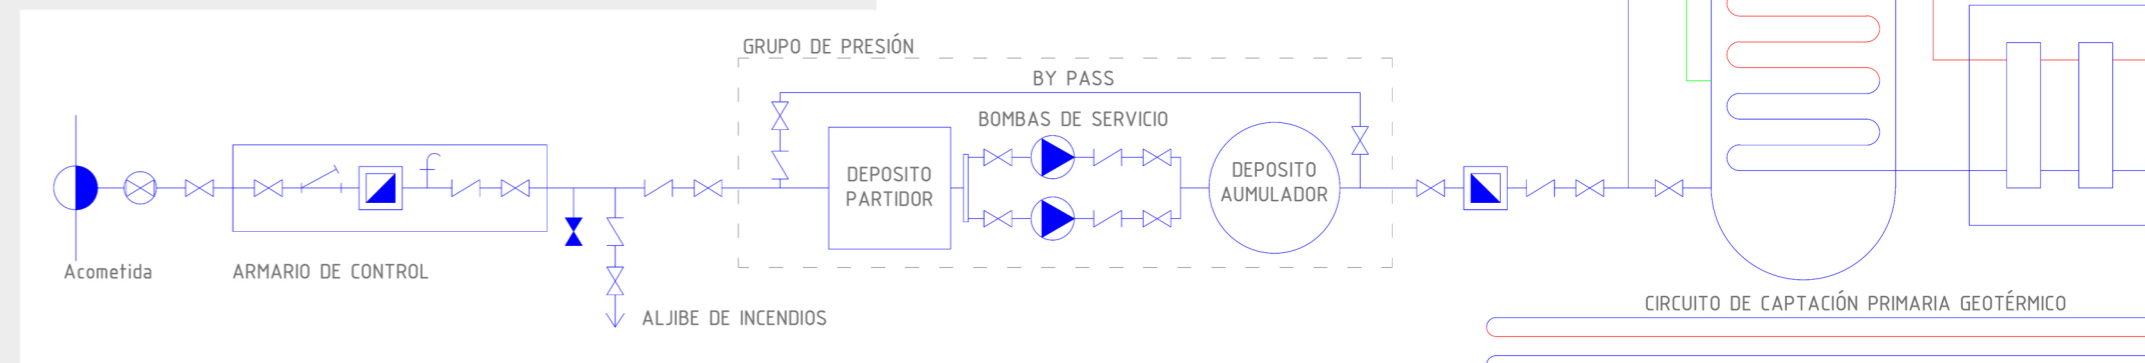 GRUPO DE PRESIÓN
BY PASS
BOMBAS DE SERVICIO
DEPOSITO
PARTIDOR
DEPOSITO
AUMULADOR
Acometida
ARMARIO DE CONTROL
ALJIBE DE INCENDIOS
CIRCUITO DE CAPTACIÓN PRIMARIA GEOTÉRMICO